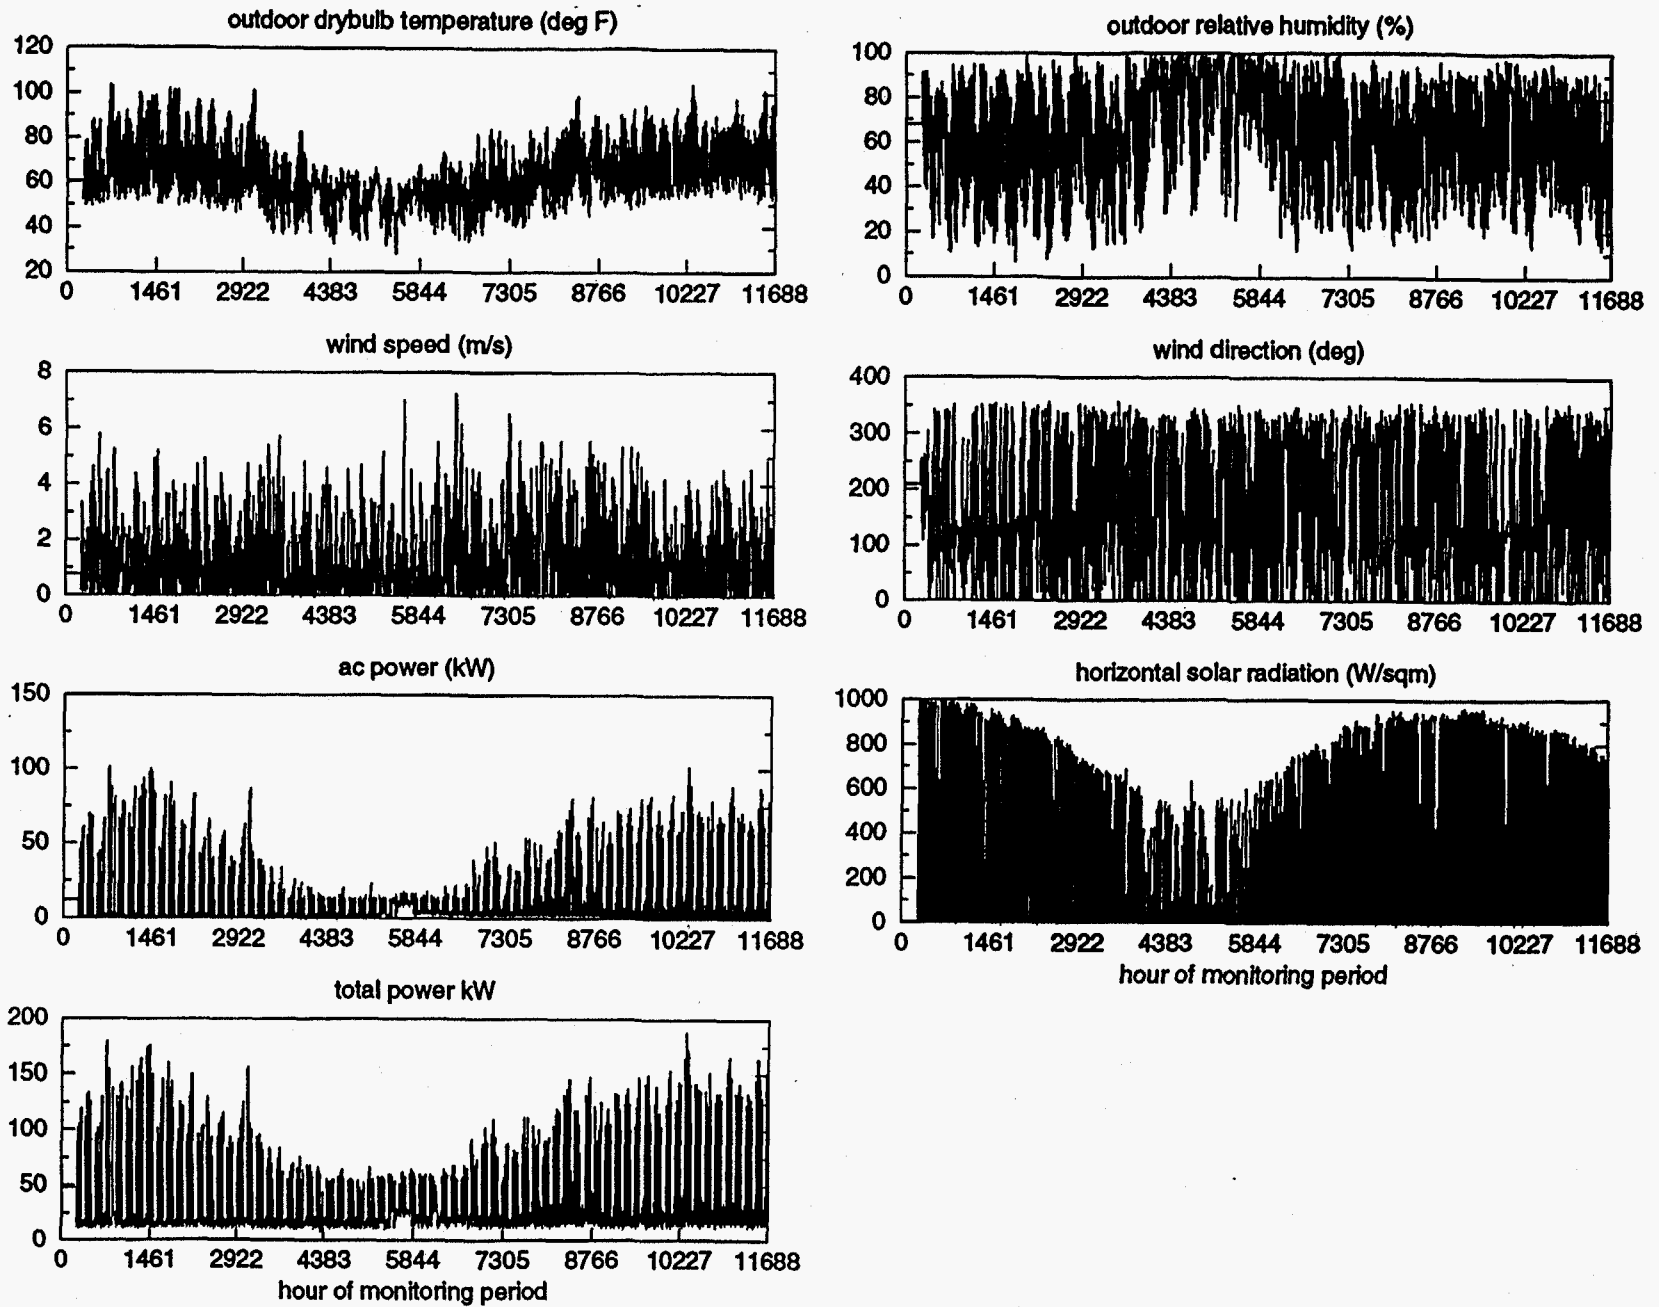 outdoor drybulb temperature (deg F)
120
100
80
60
40
20
0 1461 2922 4383 5844 7305 8766 10227 11688
outdoor relative humidity (%)
100
80
60
40
20
0
0 1461 2922 4383 5844 7305 8766 10227 11688
wind speed (m/s)
8
6
4
2
0
0 1461 2922 4383 5844 7305 8766 10227 11688
wind direction (deg)
400
300
200
100
0
0 1461 2922 4383 5844 7305 8766 10227 11688
ac power (kW)
150
100
50
0
0 1461 2922 4383 5844 7305 8766 10227 11688
horizontal solar radiation (W/sqm)
1000
800
600
400
200
0
0 1461 2922 4383 5844 7305 8766 10227 11688
hour of monitoring period
total power kW
200
150
100
50
0
0 1461 2922 4383 5844 7305 8766 10227 11688
hour of monitoring period